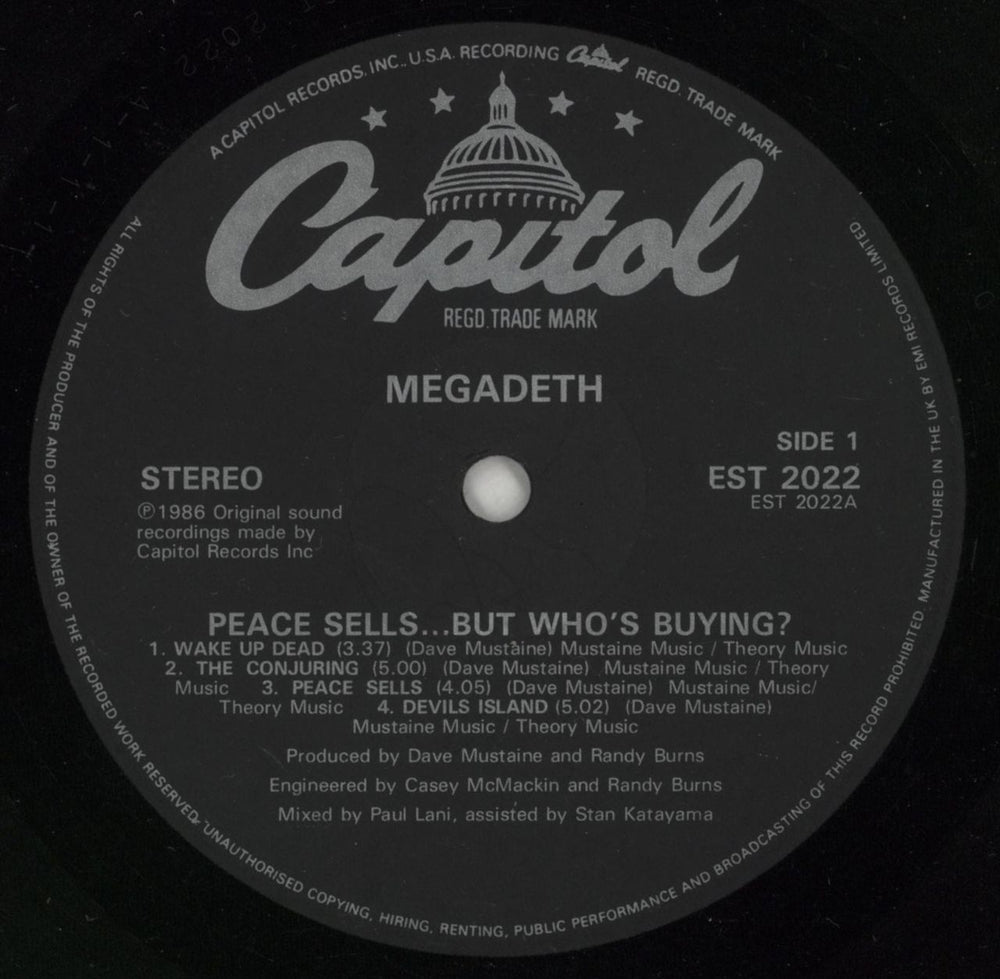 A CAPITOL RECORDS. INC., U.S.A. RECORDING Capitol REGD. TRADE MARK
Capitol
REGD. TRADE MARK
MEGADETH
SIDE 1
STEREO
EST 2022
EST 2022A
℗1986 Original sound
recordings made by
Capitol Records Inc
PEACE SELLS...BUT WHO'S BUYING?
1. WAKE UP DEAD (3.37) (Dave Mustaine) Mustaine Music / Theory Music
2. THE CONJURING (5.00) (Dave Mustaine) Mustaine Music / Theory
Music 3. PEACE SELLS (4.05) (Dave Mustaine) Mustaine Music/
Theory Music 4. DEVILS ISLAND (5.02) (Dave Mustaine)
Mustaine Music / Theory Music
Produced by Dave Mustaine and Randy Burns
Engineered by Casey McMackin and Randy Burns
Mixed by Paul Lani, assisted by Stan Katayama
ALL RIGHTS OF THE PRODUCER AND OF THE OWNER OF THE RECORDED WORK RESERVED. UNAUTHORISED COPYING, HIRING, RENTING, PUBLIC PERFORMANCE AND BROADCASTING OF THIS RECORD PROHIBITED. MANUFACTURED IN THE UK BY EMI RECORDS LIMITED